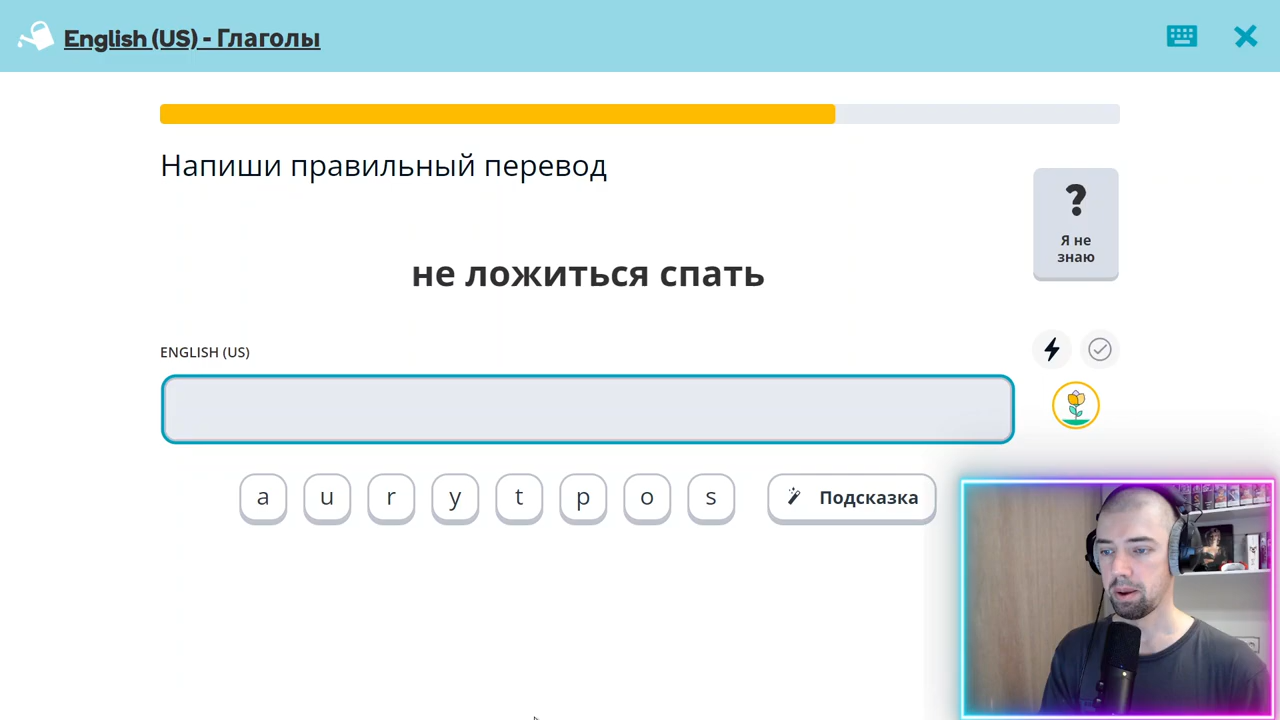 English (US) - Глаголы
Напиши правильный перевод
?
Я не
знаю
не ложиться спать
ENGLISH (US)
a u r y t p o s Подсказка